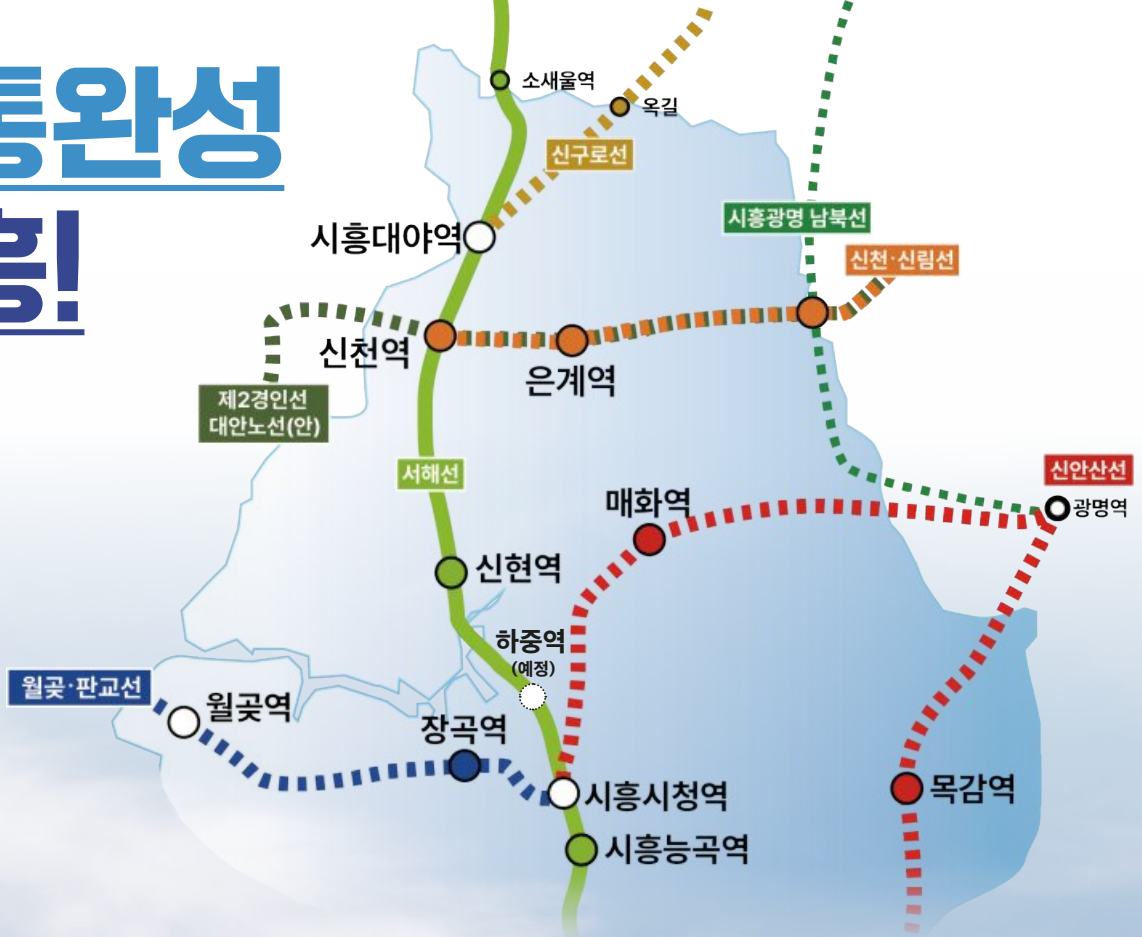 통완성
흥!
소새울역
옥길
신구로선
시흥광명 남북선
시흥대야역
신천·신림선
신천역
은계역
제2경인선
대안노선(안)
서해선
신안산선
매화역
광명역
신현역
하중역
(예정)
월곶·판교선
월곶역
장곡역
시흥시청역
목감역
시흥능곡역